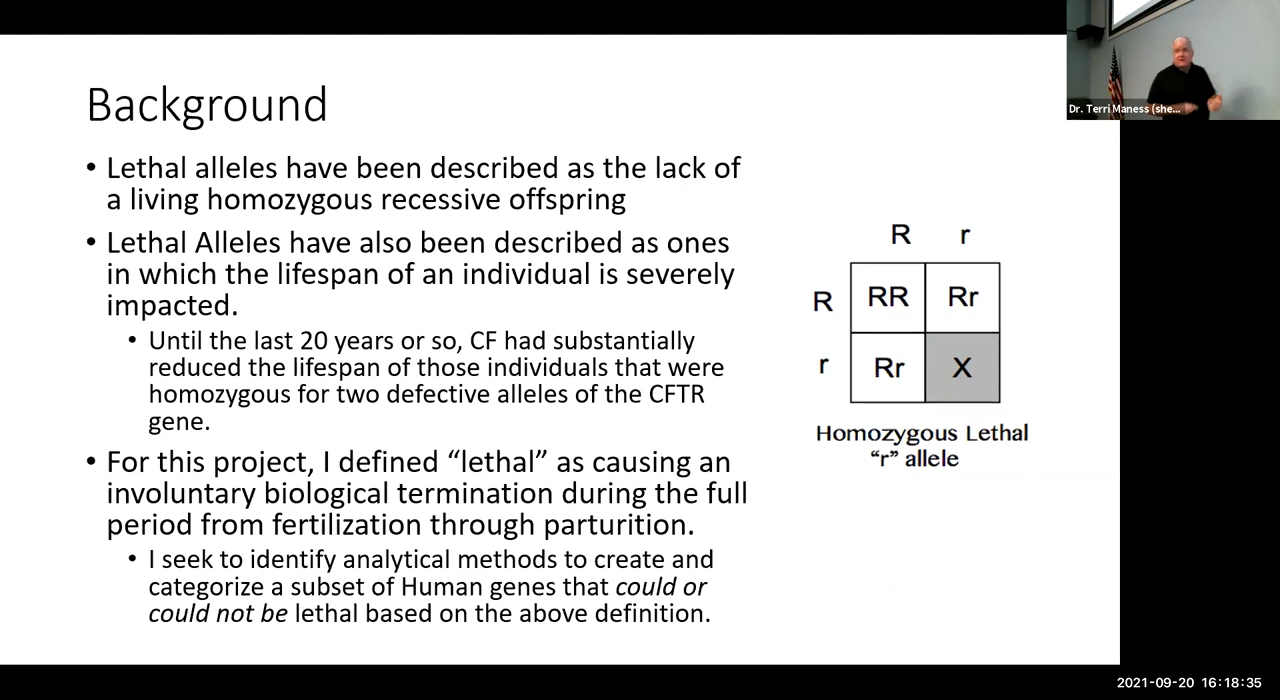 Background
• Lethal alleles have been described as the lack of
a living homozygous recessive offspring
• Lethal Alleles have also been described as ones
in which the lifespan of an individual is severely
impacted.
• Until the last 20 years or so, CF had substantially
reduced the lifespan of those individuals that were
homozygous for two defective alleles of the CFTR
gene.
• For this project, I defined “lethal” as causing an
involuntary biological termination during the full
period from fertilization through parturition.
• I seek to identify analytical methods to create and
categorize a subset of Human genes that could or
could not be lethal based on the above definition.
R r
R RR Rr
r Rr X
Homozygous Lethal
“r” allele
Dr. Terri Maness (she...
2021-09-20 16:18:35